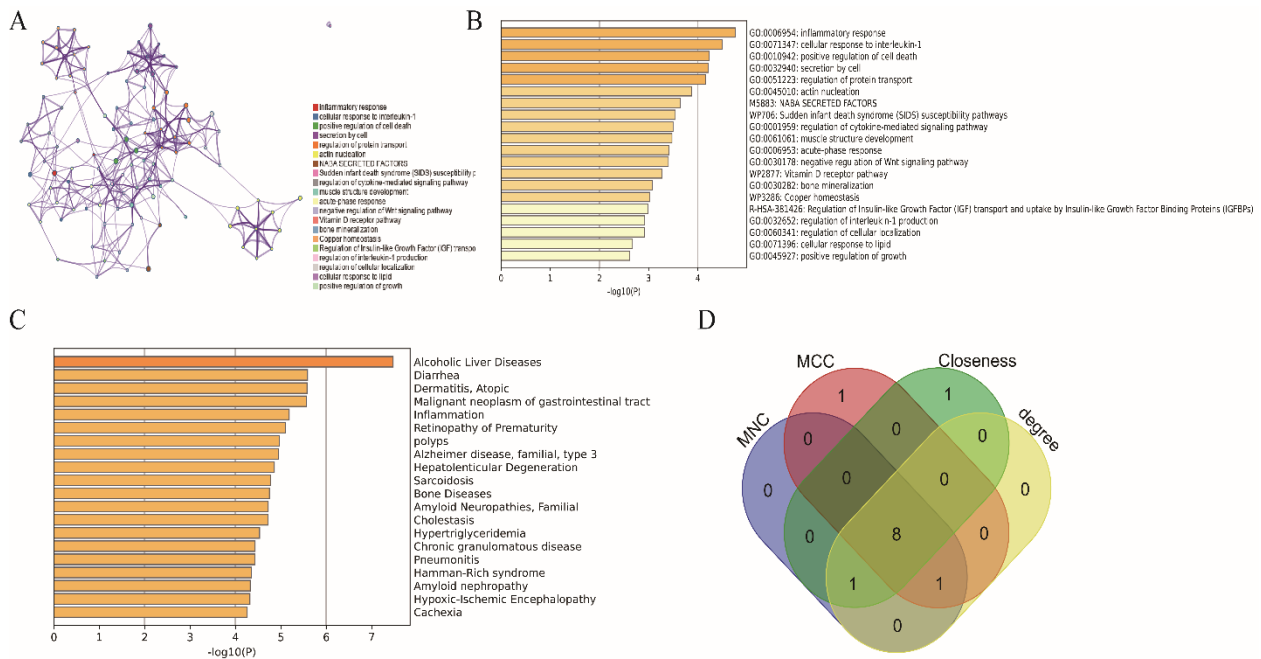 A
inflammatory response
cellular response to interleukin-1
positive regulation of cell death
secretion by cell
regulation of protein transport
actin nucleation
NABA SECRETED FACTORS
Sudden infant death syndrome (SIDS) susceptibility p
regulation of cytokine-mediated signaling pathway
muscle structure development
acute-phase response
negative regulation of Wnt signaling pathway
Vitamin D receptor pathway
bone mineralization
Copper homeostasis
Regulation of Insulin-like Growth Factor (IGF) transpo
regulation of interleukin-1 production
regulation of cellular localization
cellular response to lipid
positive regulation of growth
B
GO:0006954: inflammatory response
GO:0071347: cellular response to interleukin-1
GO:0010942: positive regulation of cell death
GO:0032940: secretion by cell
GO:0051223: regulation of protein transport
GO:0045010: actin nucleation
M5883: NABA SECRETED FACTORS
WP706: Sudden infant death syndrome (SIDS) susceptibility pathways
GO:0001959: regulation of cytokine-mediated signaling pathway
GO:0061061: muscle structure development
GO:0006953: acute-phase response
GO:0030178: negative regulation of Wnt signaling pathway
WP2877: Vitamin D receptor pathway
GO:0030282: bone mineralization
WP3286: Copper homeostasis
R-HSA-381426: Regulation of Insulin-like Growth Factor (IGF) transport and uptake by Insulin-like Growth Factor Binding Proteins (IGFBPs)
GO:0032652: regulation of interleukin-1 production
GO:0060341: regulation of cellular localization
GO:0071396: cellular response to lipid
GO:0045927: positive regulation of growth
0 1 2 3 4
-log10(P)
C
Alcoholic Liver Diseases
Diarrhea
Dermatitis, Atopic
Malignant neoplasm of gastrointestinal tract
Inflammation
Retinopathy of Prematurity
polyps
Alzheimer disease, familial, type 3
Hepatolenticular Degeneration
Sarcoidosis
Bone Diseases
Amyloid Neuropathies, Familial
Cholestasis
Hypertriglyceridemia
Chronic granulomatous disease
Pneumonitis
Hamman-Rich syndrome
Amyloid nephropathy
Hypoxic-Ischemic Encephalopathy
Cachexia
0 1 2 3 4 5 6 7
-log10(P)
D
MCC Closeness
MNC degree
1 1
0
0 0
0 0
0 0
0 8 0
1 1
0